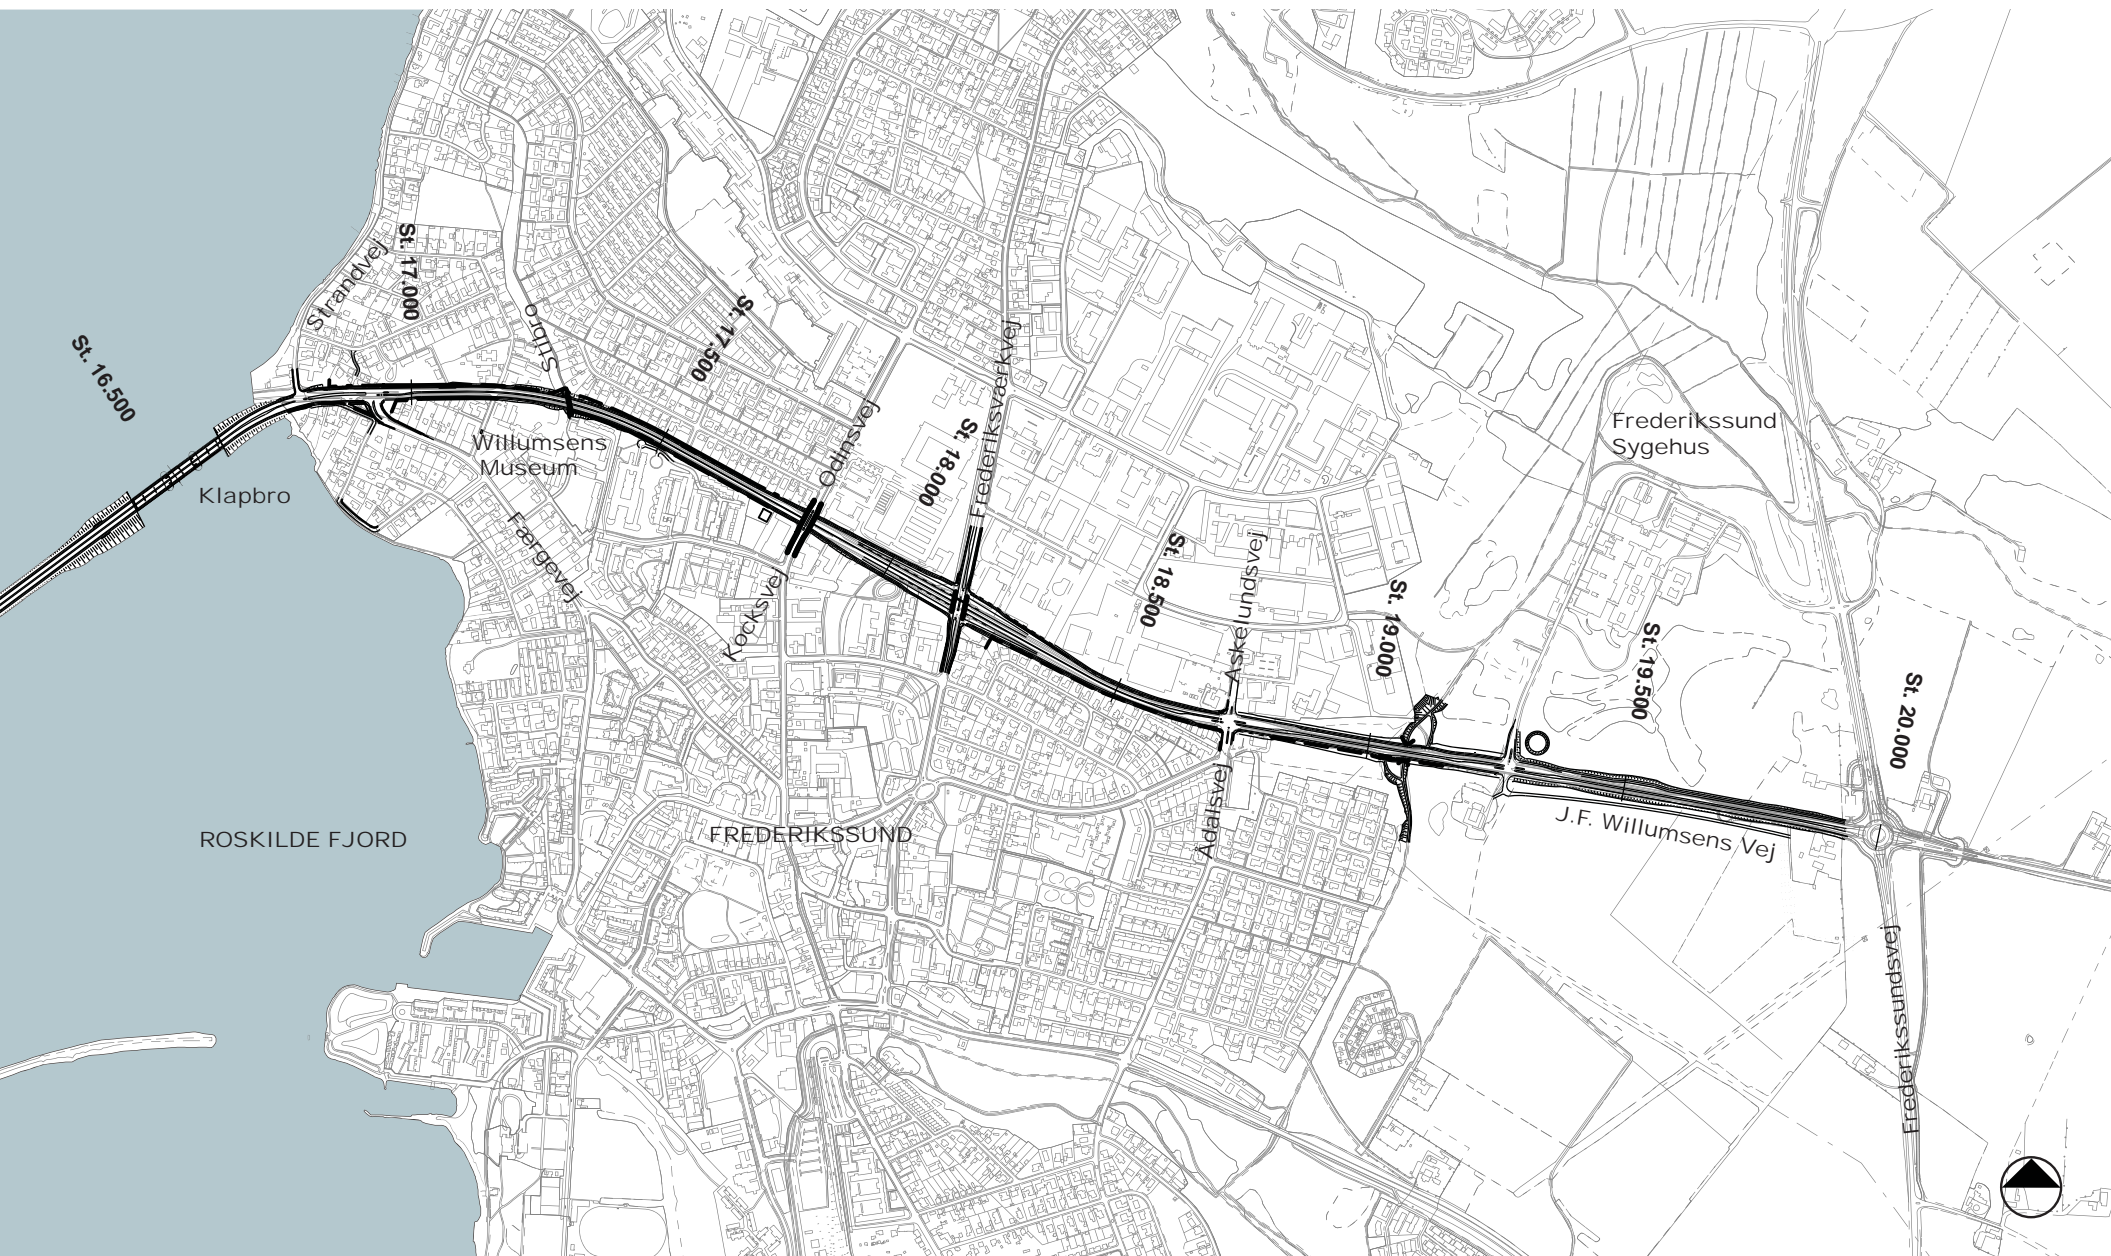 Strandvej
St. 17.000
St. 16.500
Stibro
St. 17.500
Frederiksværkvej
Odinsvej
St. 18.000
Willumsens
Museum
Klapbro
Frederikssund
Sygehus
Færgevej
Kocksvej
St. 18.500
Askelundsvej
St. 19.000
St. 19.500
St. 20.000
Ådalsvej
J.F. Willumsens Vej
ROSKILDE FJORD
FREDERIKSSUND
Frederikssundsvej